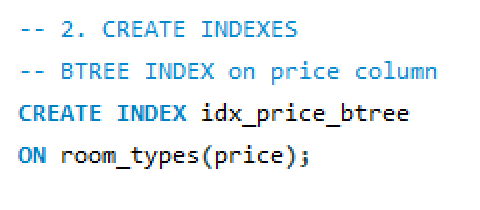 -- 2. CREATE INDEXES
-- BTREE INDEX on price column
CREATE INDEX idx_price_btree
ON room_types(price);